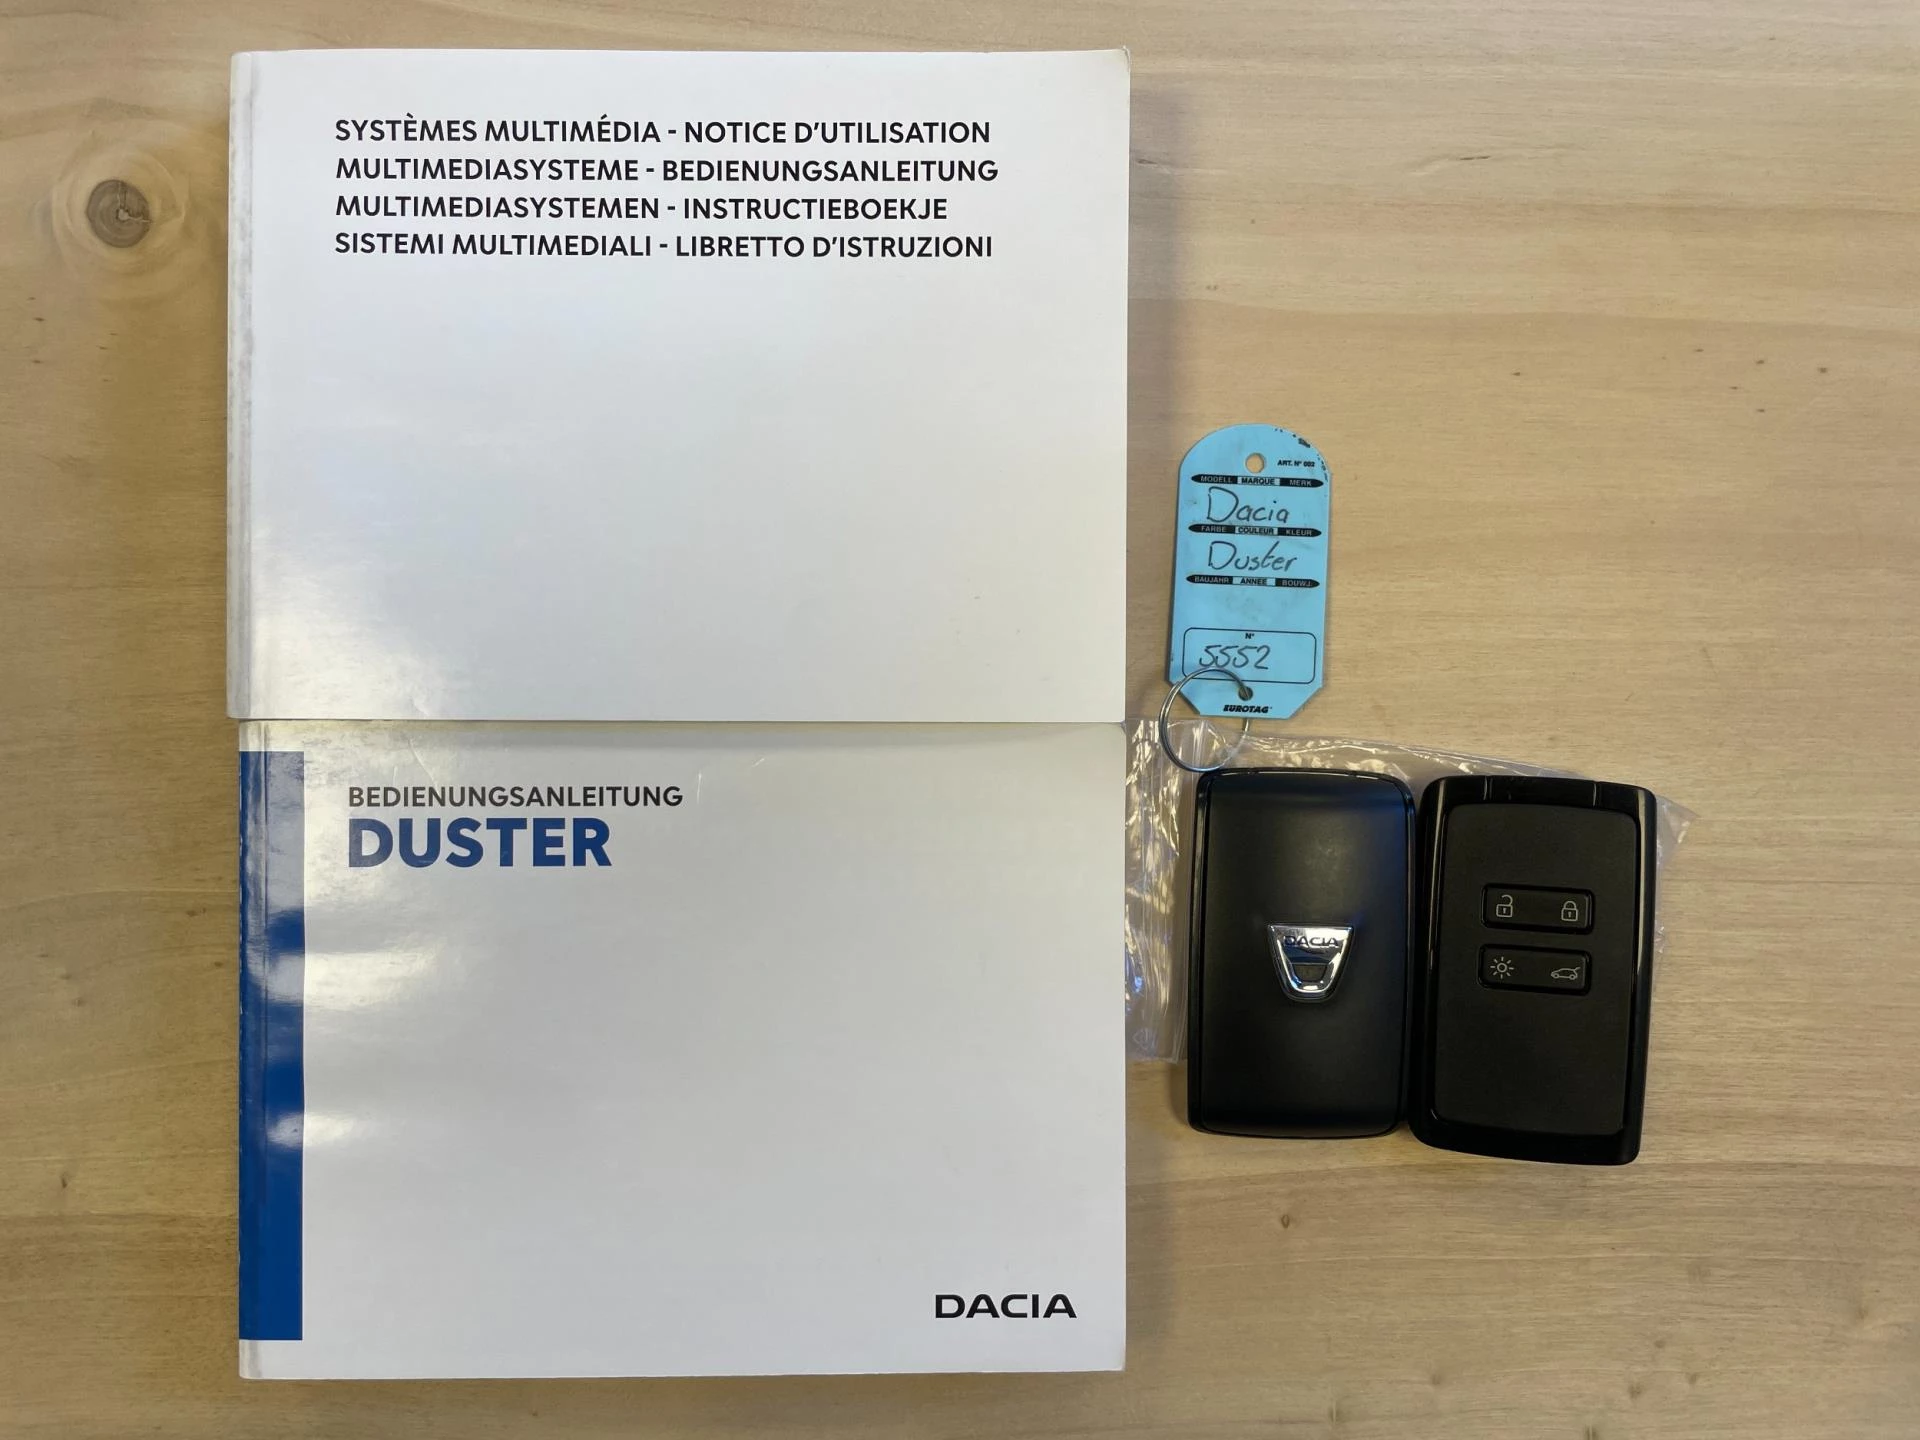 SYSTÈMES MULTIMÉDIA - NOTICE D'UTILISATION
MULTIMEDIASYSTEME - BEDIENUNGSANLEITUNG
MULTIMEDIASYSTEMEN - INSTRUCTIEBOEKJE
SISTEMI MULTIMEDIALI - LIBRETTO D'ISTRUZIONI
BEDIENUNGSANLEITUNG
DUSTER
DACIA
ART. N° 002
MODELL MARQUE MERK
Dacia
FARBE COULEUR KLEUR
Duster
BAUJAHR ANNÉE BOUWJ.
N°
5552
EUROTAG
DACIA